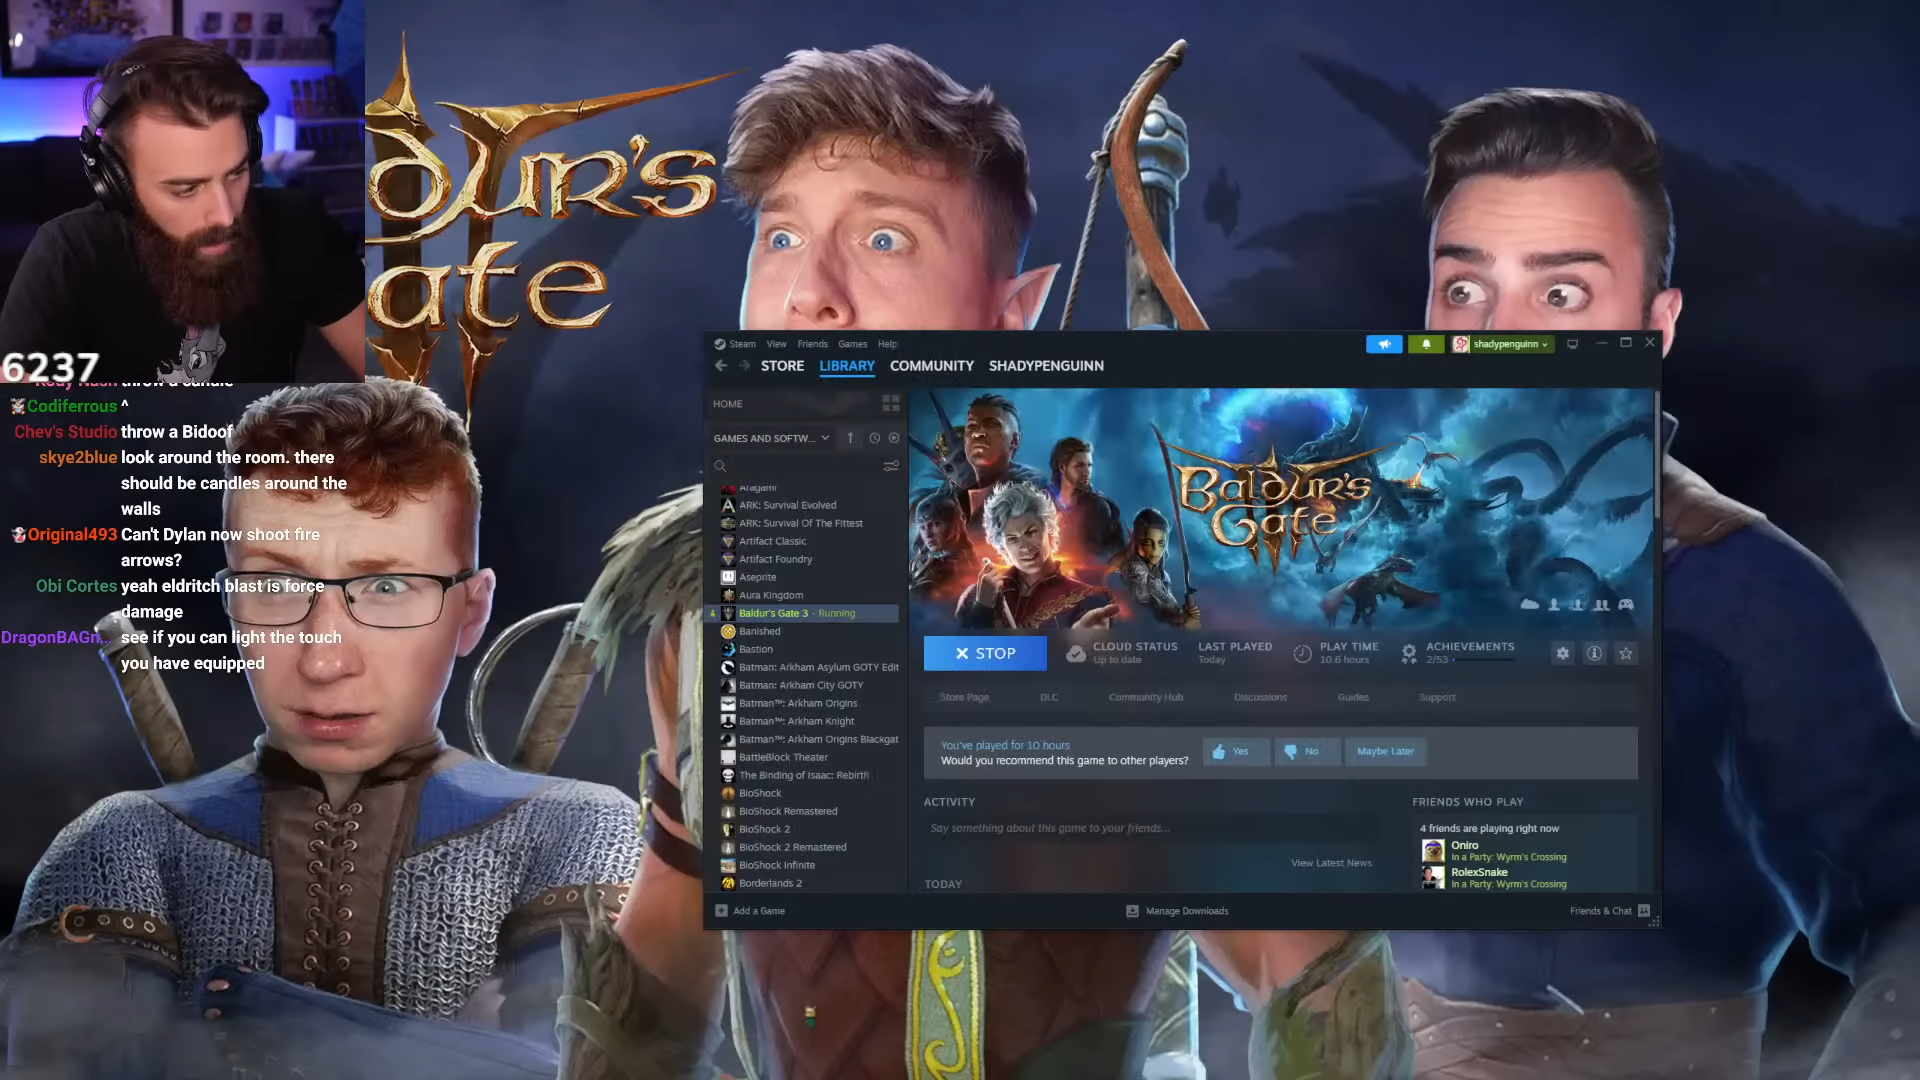 6237
throw a candle
Codiferrous ^
Chev's Studio throw a Bidoof
skye2blue look around the room. there
should be candles around the
walls
Original493 Can't Dylan now shoot fire
arrows?
Obi Cortes yeah eldritch blast is force
damage
DragonBAGn... see if you can light the touch
you have equipped
dur's
ate
Steam View Friends Games Help
shadypenguinn
STORE LIBRARY COMMUNITY SHADYPENGUINN
HOME
GAMES AND SOFTW...
Aragami
ARK: Survival Evolved
ARK: Survival Of The Fittest
Artifact Classic
Artifact Foundry
Aseprite
Aura Kingdom
Baldur's Gate 3 - Running
Banished
Bastion
Batman: Arkham Asylum GOTY Edit
Batman: Arkham City GOTY
Batman™: Arkham Origins
Batman™: Arkham Knight
Batman™: Arkham Origins Blackgat
BattleBlock Theater
The Binding of Isaac: Rebirth
BioShock
BioShock Remastered
BioShock 2
BioShock 2 Remastered
BioShock Infinite
Borderlands 2
Add a Game
Baldur's
Gate
STOP
CLOUD STATUS
Up to date
LAST PLAYED
Today
PLAY TIME
10.6 hours
ACHIEVEMENTS
2/53
Store Page DLC Community Hub Discussions Guides Support
You've played for 10 hours
Would you recommend this game to other players?
Yes No Maybe Later
ACTIVITY
Say something about this game to your friends...
View Latest News
TODAY
FRIENDS WHO PLAY
4 friends are playing right now
Oniro
In a Party: Wyrm's Crossing
RolexSnake
In a Party: Wyrm's Crossing
Manage Downloads
Friends & Chat